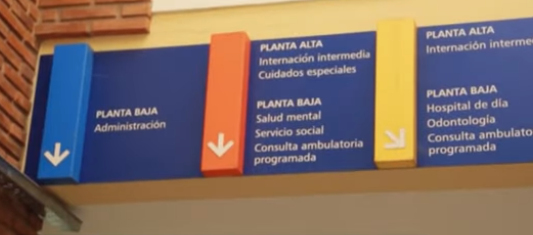 PLANTA BAJA
Administración
PLANTA ALTA
Internación intermedia
Cuidados especiales
PLANTA BAJA
Salud mental
Servicio social
Consulta ambulatoria
programada
PLANTA ALTA
Internación
PLANTA BAJA
Hospital de día
Odontología
Consulta
programada